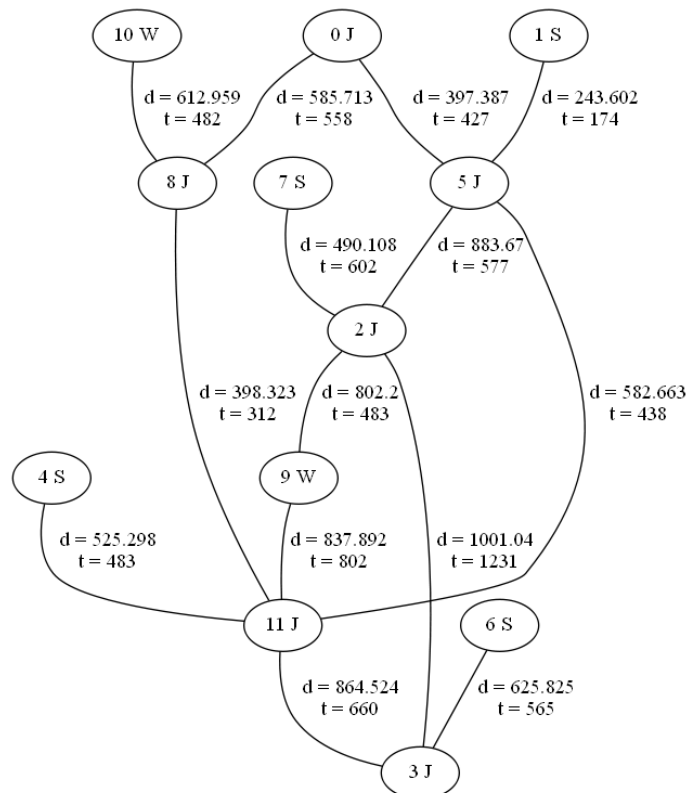 10 W
0 J
1 S
d = 612.959
t = 482
d = 585.713
t = 558
d = 397.387
t = 427
d = 243.602
t = 174
8 J
7 S
5 J
d = 490.108
t = 602
d = 883.67
t = 577
2 J
d = 398.323
t = 312
d = 802.2
t = 483
d = 582.663
t = 438
4 S
9 W
d = 525.298
t = 483
d = 837.892
t = 802
d = 1001.04
t = 1231
11 J
6 S
d = 864.524
t = 660
d = 625.825
t = 565
3 J